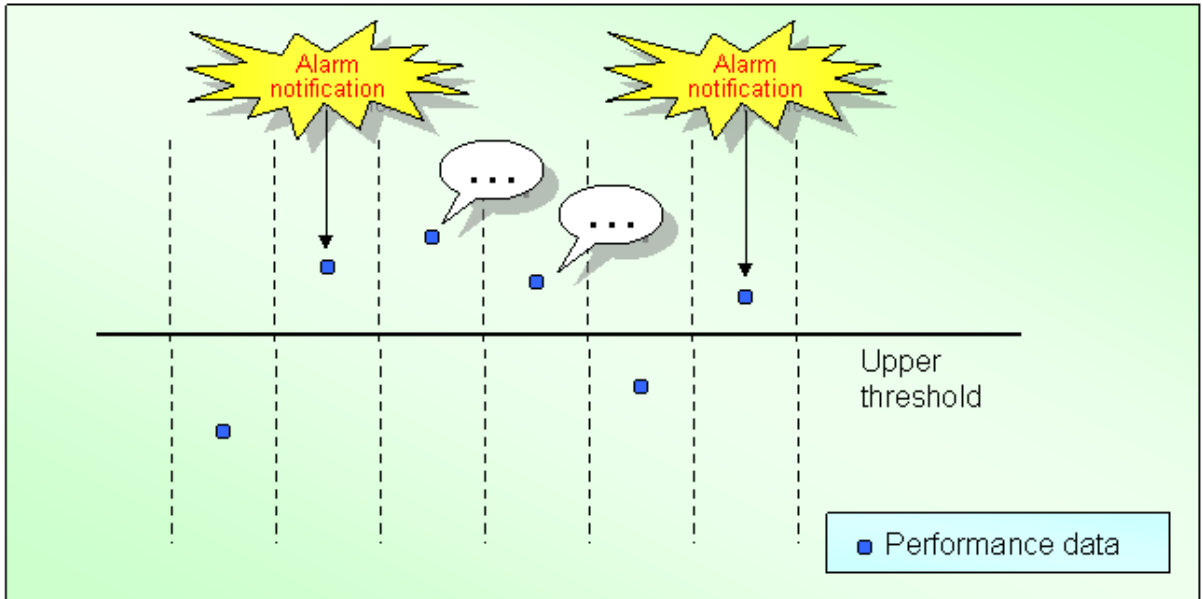 Alarm
notification
Alarm
notification
...
...
Upper
threshold
Performance data